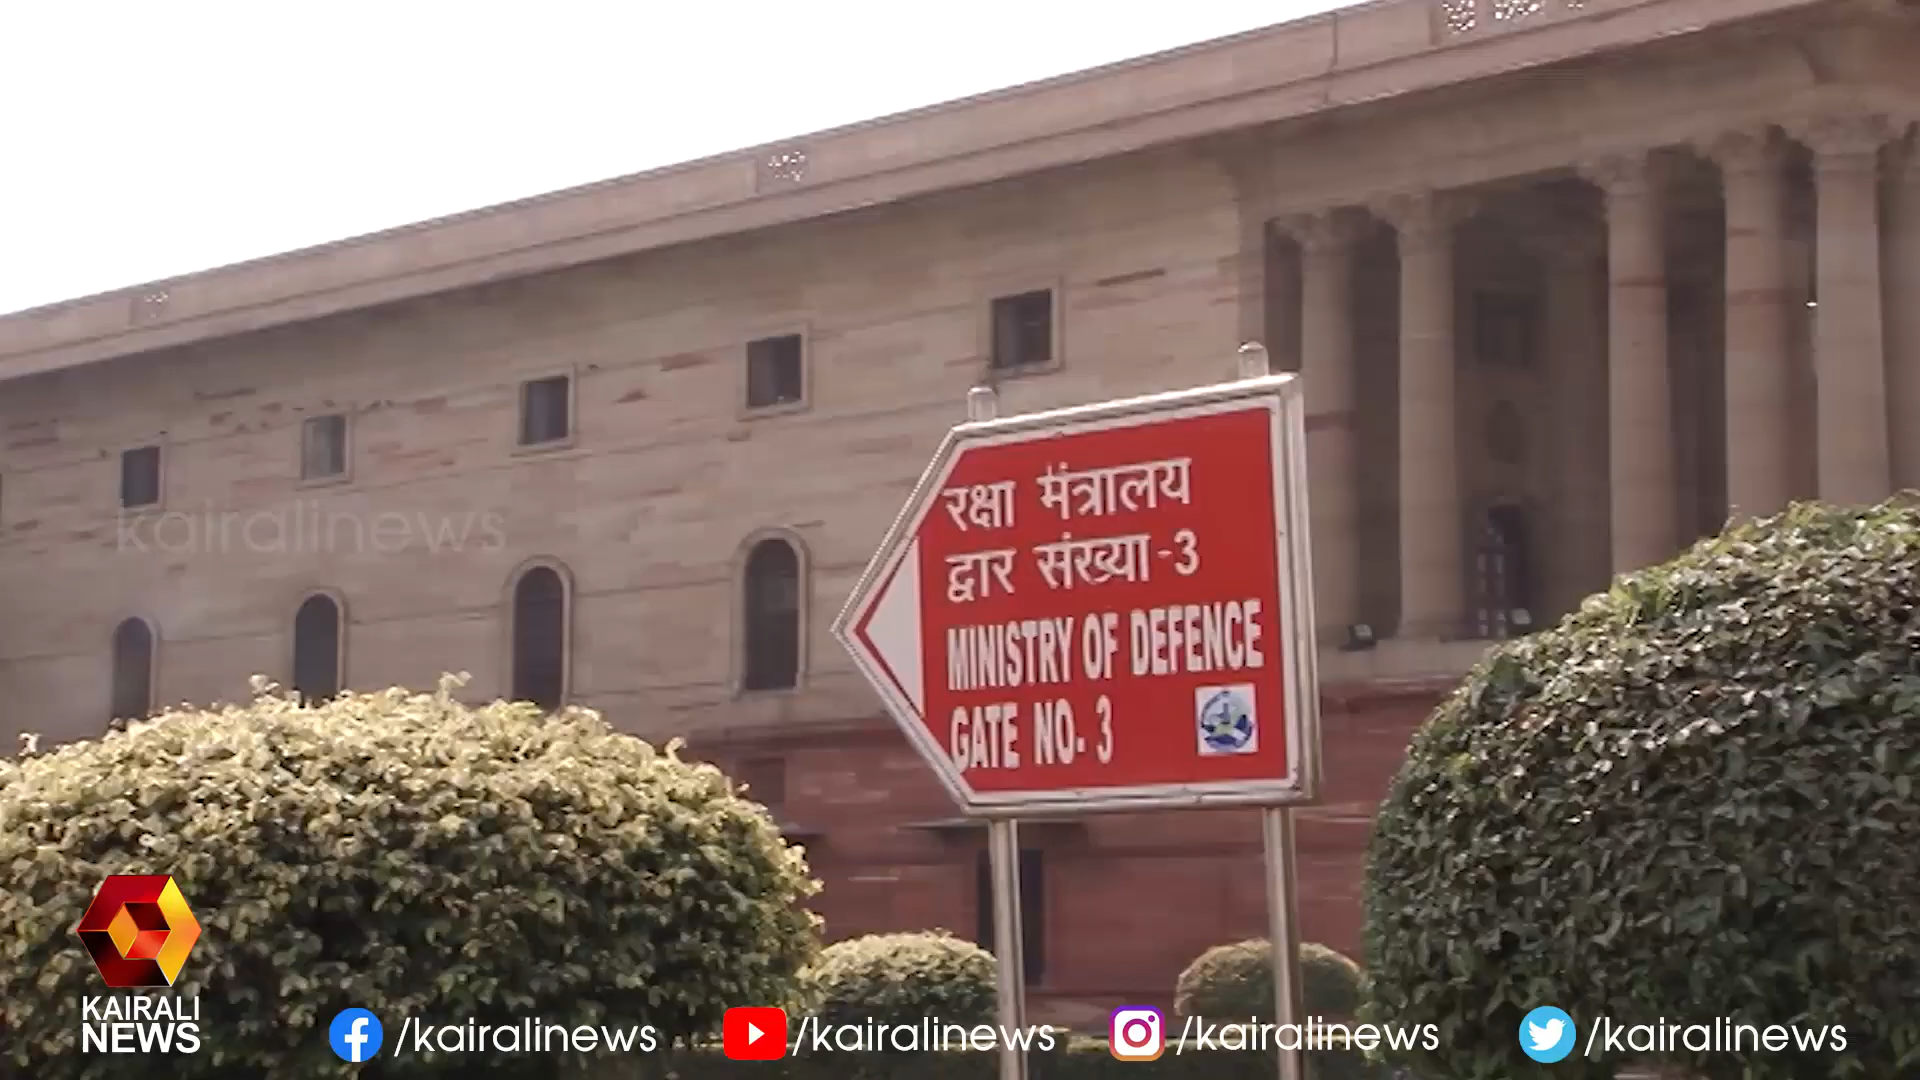 kairalinews
रक्षा मंत्रालय
द्वार संख्या -3
MINISTRY OF DEFENCE
GATE NO. 3
KAIRALI
NEWS
/kairalinews
/kairalinews
/kairalinews
/kairalinews